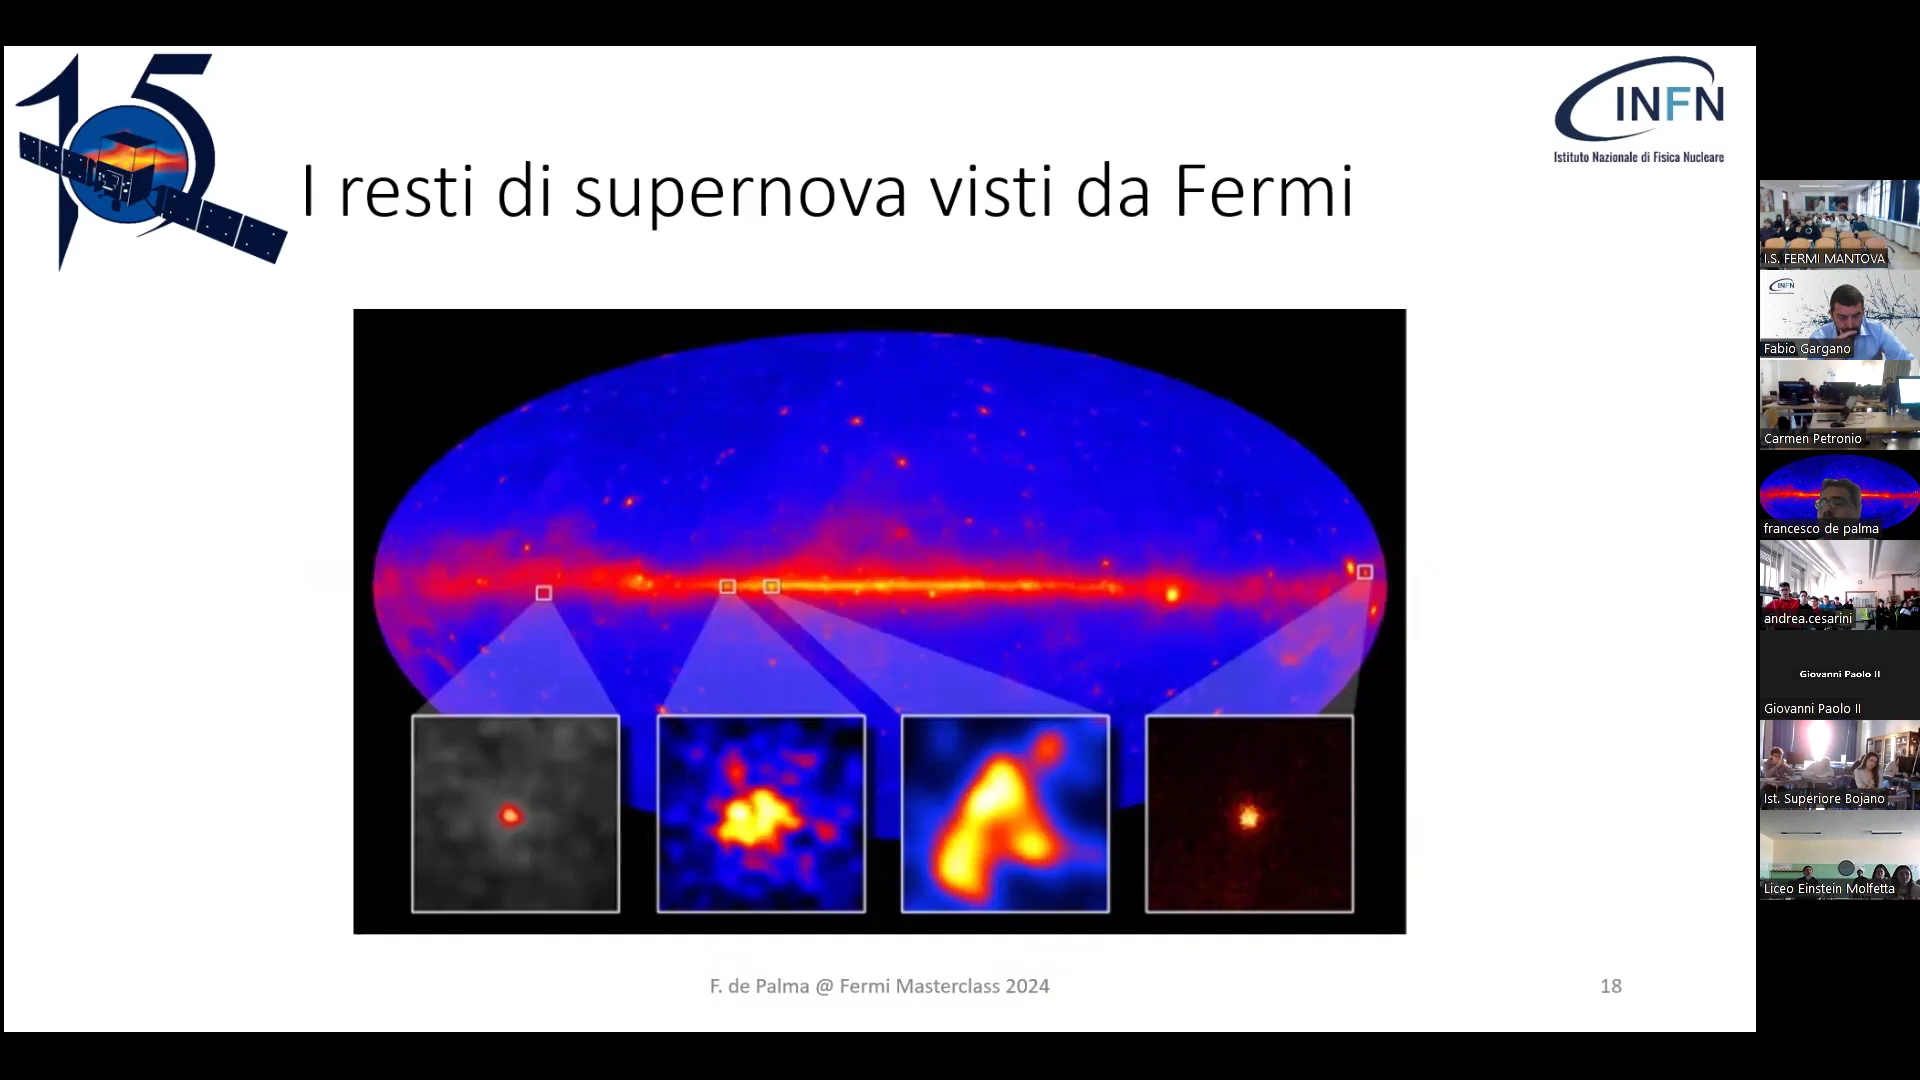 15
INFN
Istituto Nazionale di Fisica Nucleare
I resti di supernova visti da Fermi
F. de Palma @ Fermi Masterclass 2024
18
I.S. FERMI MANTOVA
INFN
Fabio Gargano
Carmen Petronio
francesco de palma
andrea.cesarini
Giovanni Paolo II
Giovanni Paolo II
Ist. Superiore Bojano
Liceo Einstein Molfetta